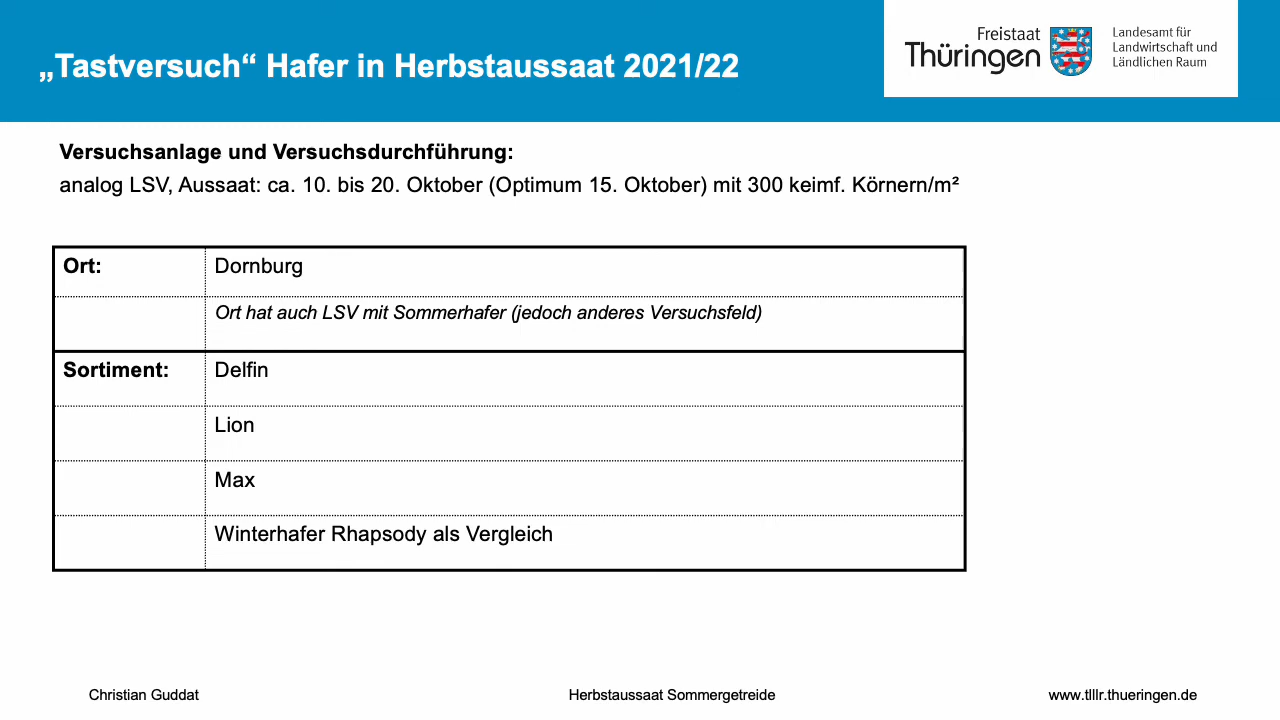 „Tastversuch“ Hafer in Herbstaussaat 2021/22
Freistaat
Thüringen
Landesamt für
Landwirtschaft und
Ländlichen Raum
Versuchsanlage und Versuchsdurchführung:
analog LSV, Aussaat: ca. 10. bis 20. Oktober (Optimum 15. Oktober) mit 300 keimf. Körnern/m²
Ort: Dornburg
Ort hat auch LSV mit Sommerhafer (jedoch anderes Versuchsfeld)
Sortiment: Delfin
Lion
Max
Winterhafer Rhapsody als Vergleich
Christian Guddat Herbstaussaat Sommergetreide www.tlllr.thueringen.de